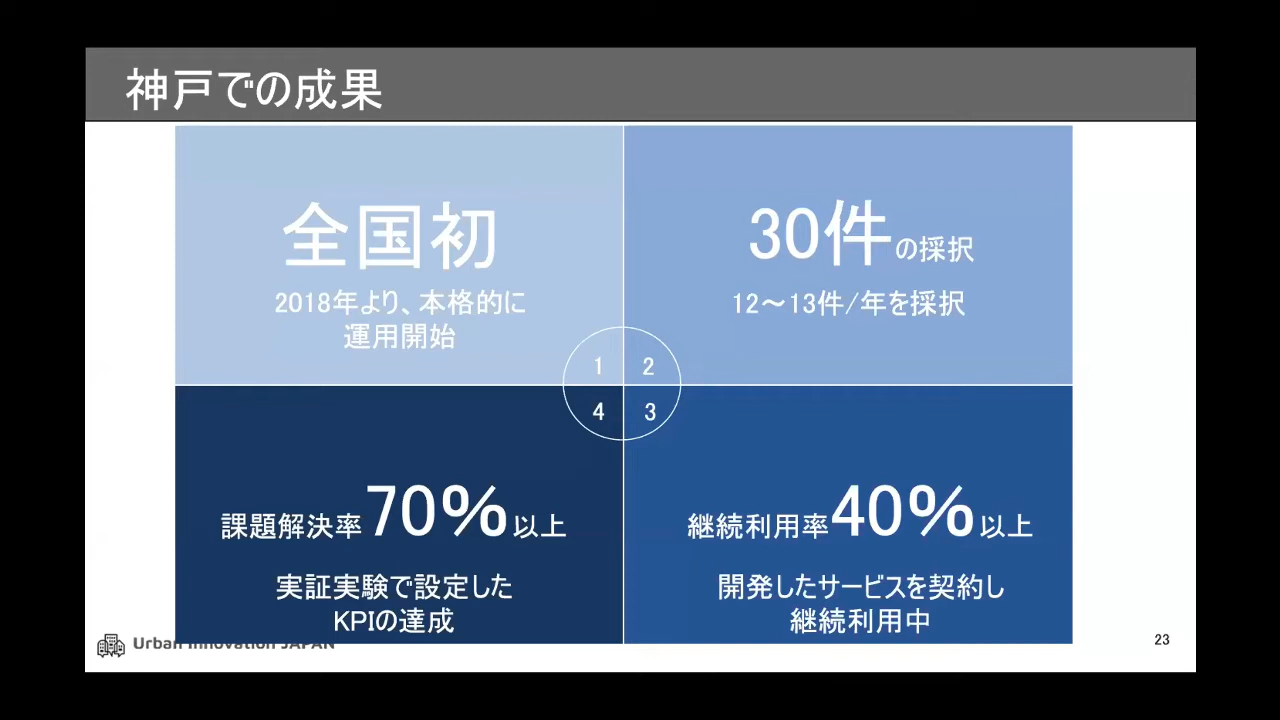 神戸での成果
全国初
2018年より、本格的に
運用開始
30件の採択
12～13件/年を採択
1
2
4
3
課題解決率70%以上
実証実験で設定した
KPIの達成
継続利用率40%以上
開発したサービスを契約し
継続利用中
Urban Innovation JAPAN
23